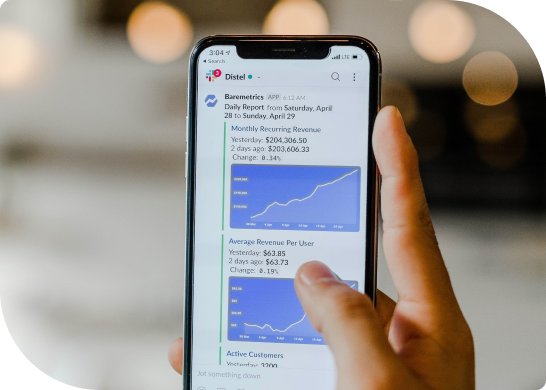 3:04
LTE
Search
3
Distel
Baremetrics APP 6:12 AM
Daily Report from Saturday, April
28 to Sunday, April 29
Monthly Recurring Revenue
Yesterday: $204,306.50
2 days ago: $203,606.33
Change: 0.34%
Average Revenue Per User
Yesterday: $63.85
2 days ago: $63.73
Change: 0.19%
Active Customers
Yesterday: 3200
Jot something down